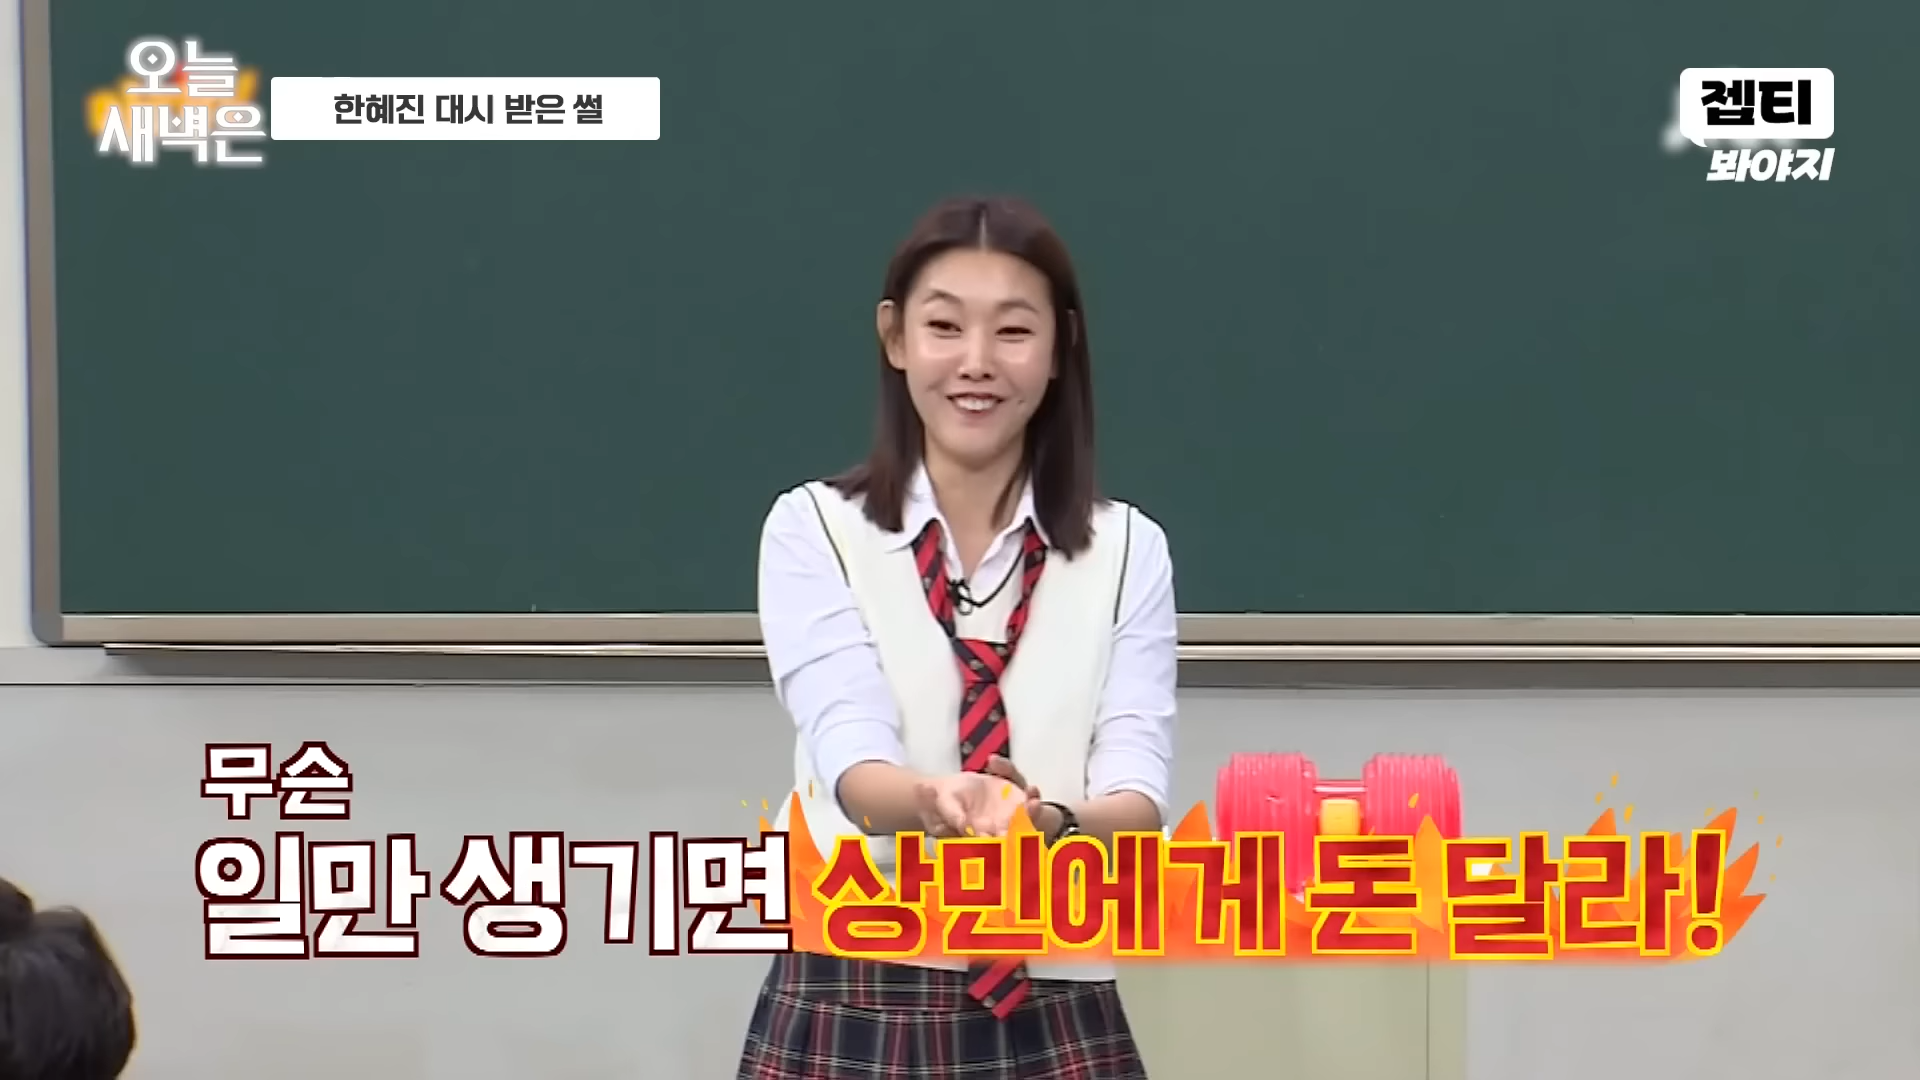 오늘
새벽은
한혜진 대시 받은 썰
젭티
봐야지
무슨
일만 생기면 상민에게 돈 달라!